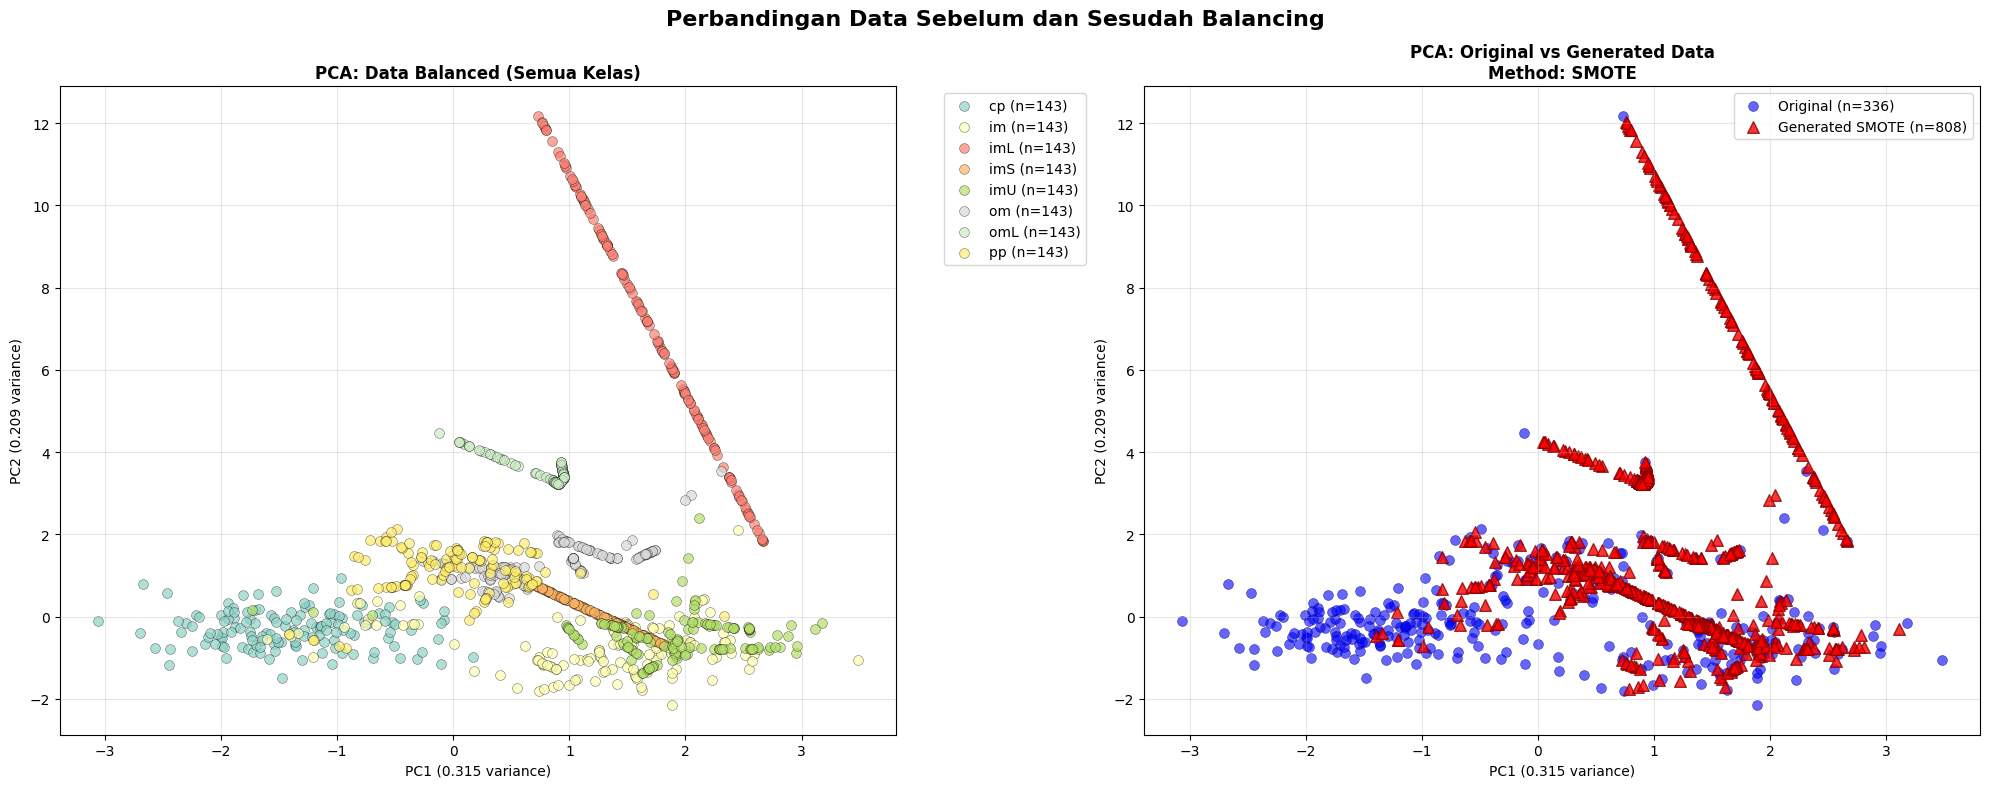 Perbandingan Data Sebelum dan Sesudah Balancing
PCA: Data Balanced (Semua Kelas)
12
10
8
6
4
2
0
−2
PC2 (0.209 variance)
−3 −2 −1 0 1 2 3
PC1 (0.315 variance)
cp (n=143)
im (n=143)
imL (n=143)
imS (n=143)
imU (n=143)
om (n=143)
omL (n=143)
pp (n=143)
PCA: Original vs Generated Data
Method: SMOTE
Original (n=336)
Generated SMOTE (n=808)
12
10
8
6
4
2
0
−2
PC2 (0.209 variance)
−3 −2 −1 0 1 2 3
PC1 (0.315 variance)